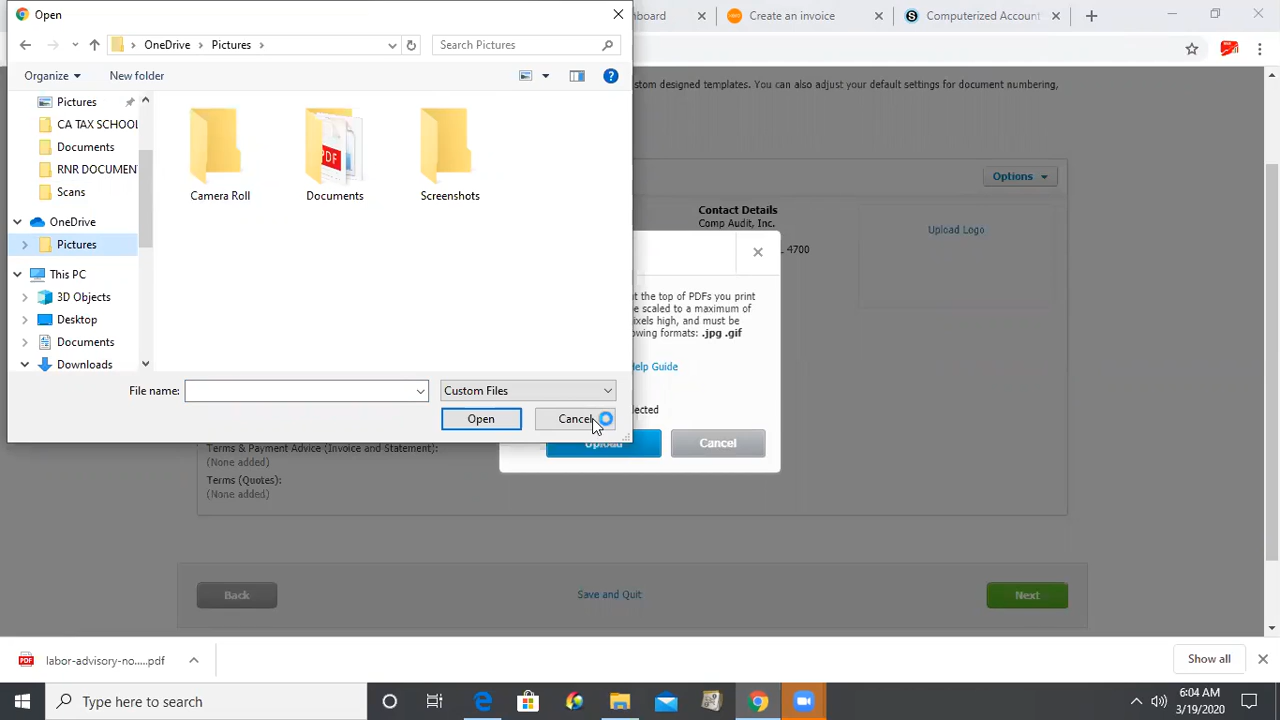 Open
hboard
Create an invoice
Computerized Account
OneDrive
Pictures
Search Pictures
Organize
New folder
stom designed templates. You can also adjust your default settings for document numbering,
Pictures
CA TAX SCHOOL
Documents
RNR DOCUMEN
Scans
OneDrive
Pictures
This PC
3D Objects
Desktop
Documents
Downloads
PDF
Camera Roll
Documents
Screenshots
Options
Contact Details
Comp Audit, Inc.
L 4700
Upload Logo
t the top of PDFs you print
e scaled to a maximum of
ixels high, and must be
owing formats: .jpg .gif
Help Guide
File name:
Custom Files
Open
Cancel
lected
Upload
Cancel
Terms & Payment Advice (Invoice and Statement):
(None added)
Terms (Quotes):
(None added)
Back
Save and Quit
Next
labor-advisory-no.....pdf
Show all
Type here to search
6:04 AM
3/19/2020